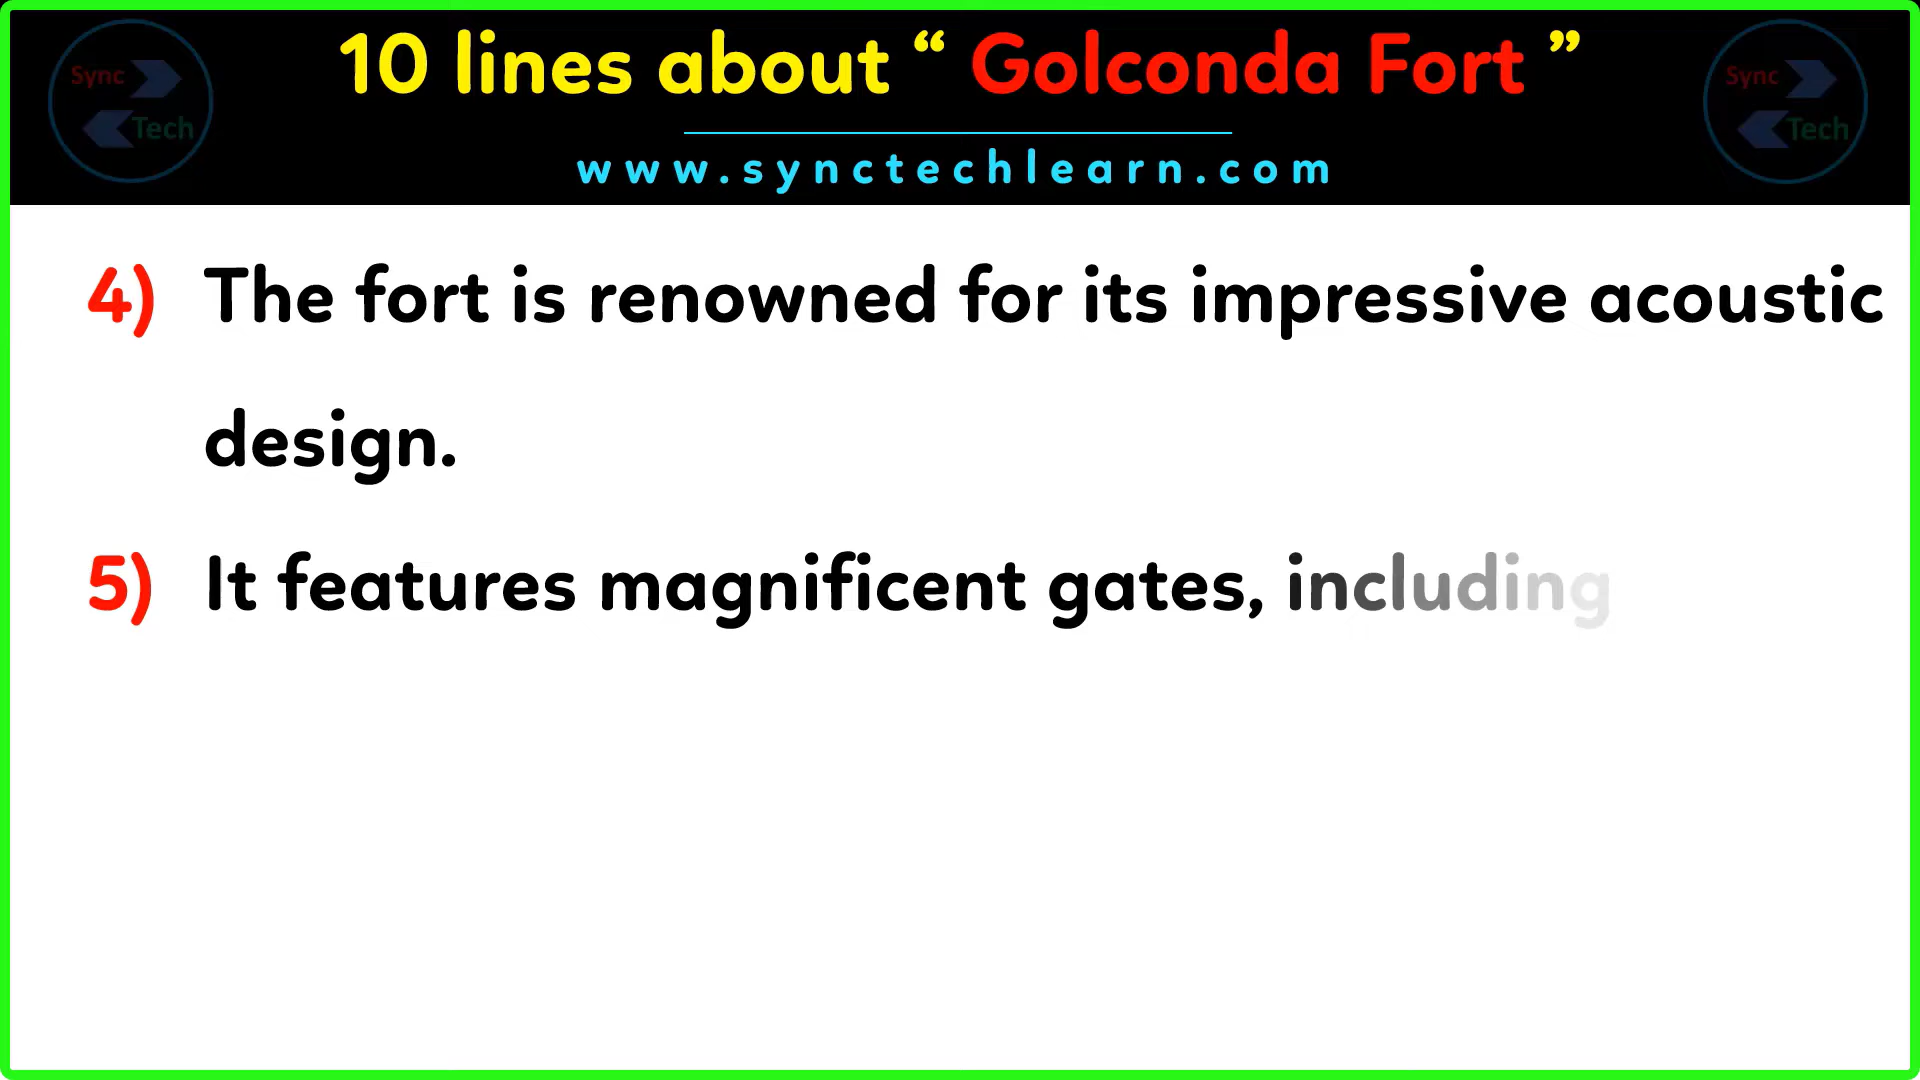 10 lines about “ Golconda Fort ”
Sync
Tech
Sync
Tech
www.synctechlearn.com
4) The fort is renowned for its impressive acoustic
design.
5) It features magnificent gates, including